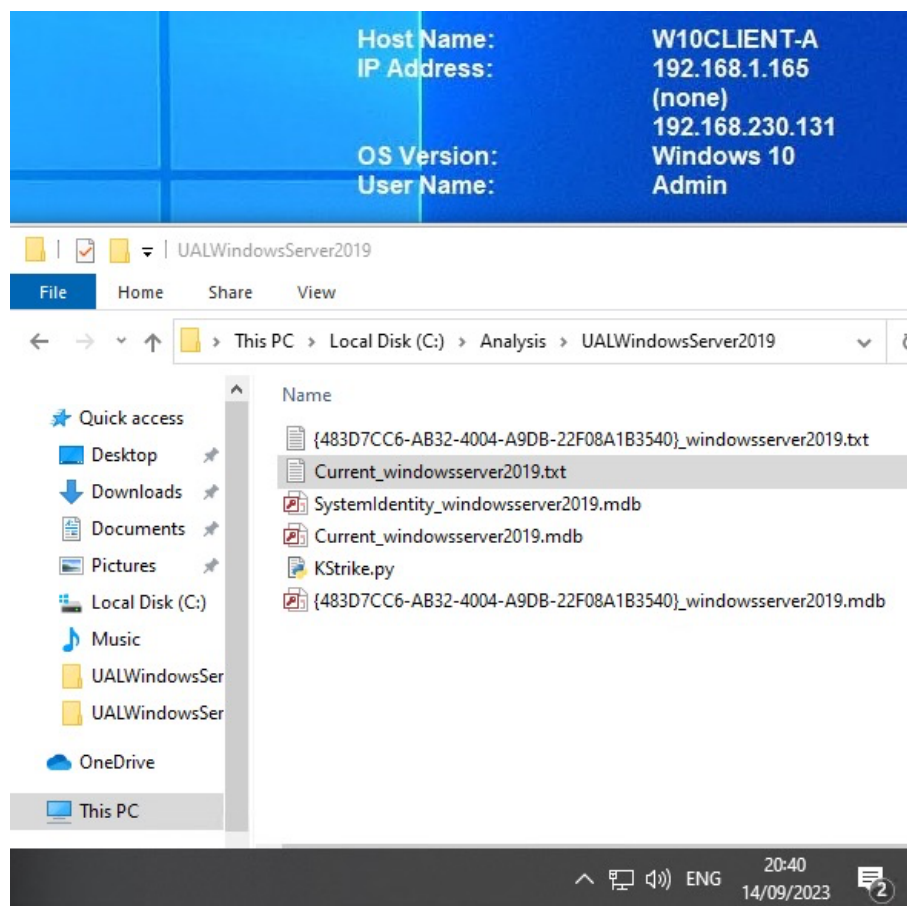 Host Name: W10CLIENT-A
IP Address: 192.168.1.165
(none)
192.168.230.131
OS Version: Windows 10
User Name: Admin
UALWindowsServer2019
File Home Share View
This PC > Local Disk (C:) > Analysis > UALWindowsServer2019
Name
Quick access
Desktop
Downloads
Documents
Pictures
Local Disk (C:)
Music
UALWindowsSer
UALWindowsSer
OneDrive
This PC
{483D7CC6-AB32-4004-A9DB-22F08A1B3540}_windowsserver2019.txt
Current_windowsserver2019.txt
SystemIdentity_windowsserver2019.mdb
Current_windowsserver2019.mdb
KStrike.py
{483D7CC6-AB32-4004-A9DB-22F08A1B3540}_windowsserver2019.mdb
ENG
20:40
14/09/2023
2